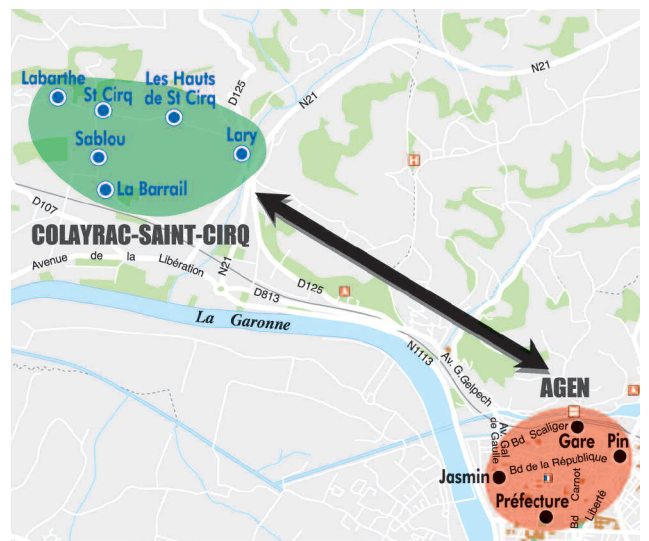 N21
Labarthe
Les Hauts
de St Cirq
St Cirq
D125
N21
Sablou
Lary
H
La Barrail
D107
COLAYRAC-SAINT-CIRQ
Avenue de la Libération
N21
D125
D813
La Garonne
N1113
Av. G.Gelpech
AGEN
Av. Gal
de Gaulle
Bd Scaliger
Gare
Pin
Bd de la République
Jasmin
Préfecture
Bd Carnot
Liberté